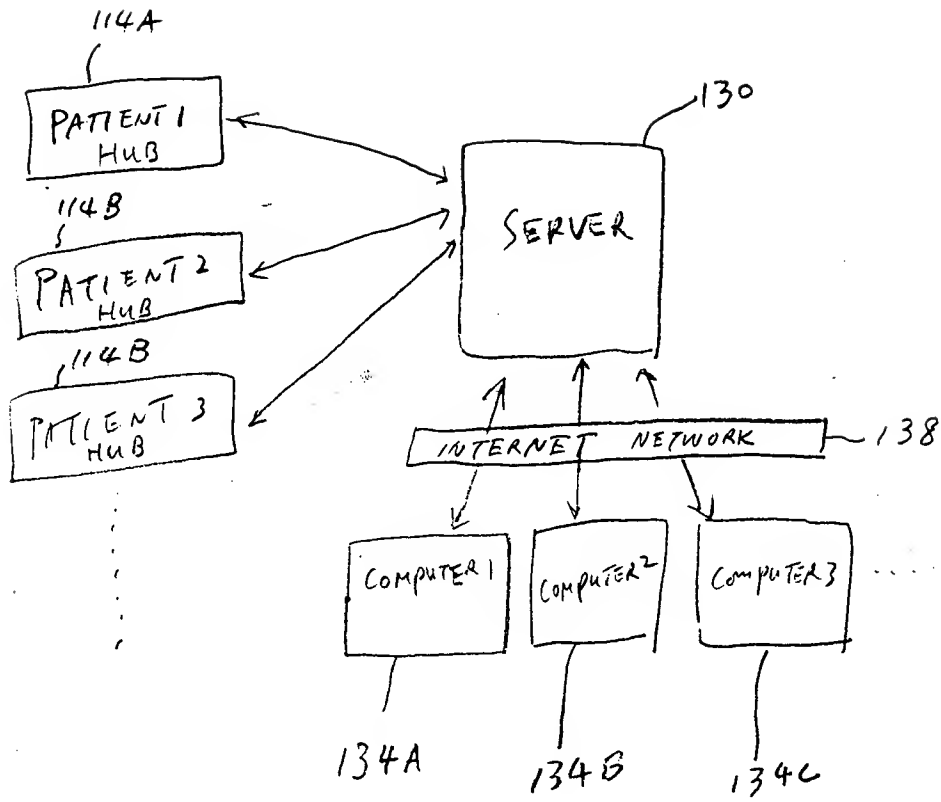 114A
PATIENT 1
HUB
130
SERVER
114B
PATIENT 2
HUB
114B
PATIENT 3
HUB
INTERNET NETWORK
138
COMPUTER 1
COMPUTER 2
COMPUTER 3
134A
134B
134C